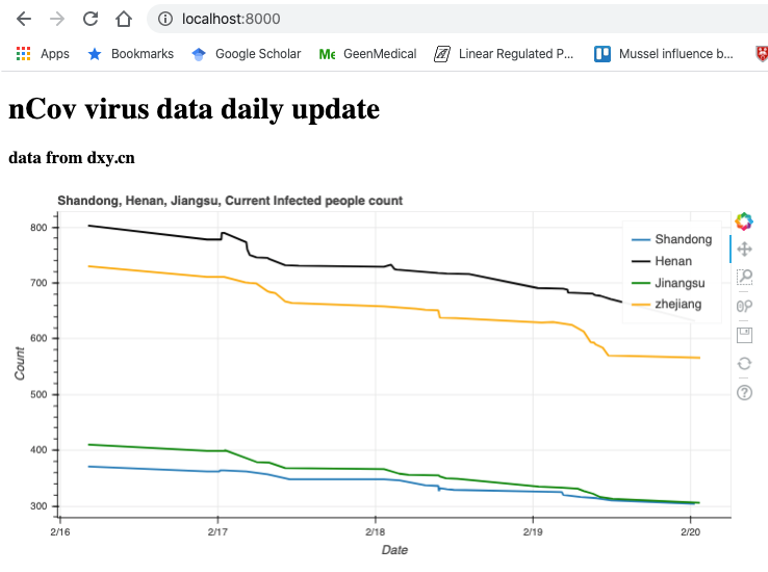 localhost:8000
Apps Bookmarks Google Scholar Me GeenMedical Linear Regulated P... Mussel influence b...
nCov virus data daily update
data from dxy.cn
Shandong, Henan, Jiangsu, Current Infected people count
800
700
600
500
400
300
Count
Shandong
Henan
Jinangsu
zhejiang
2/16 2/17 2/18 2/19 2/20
Date